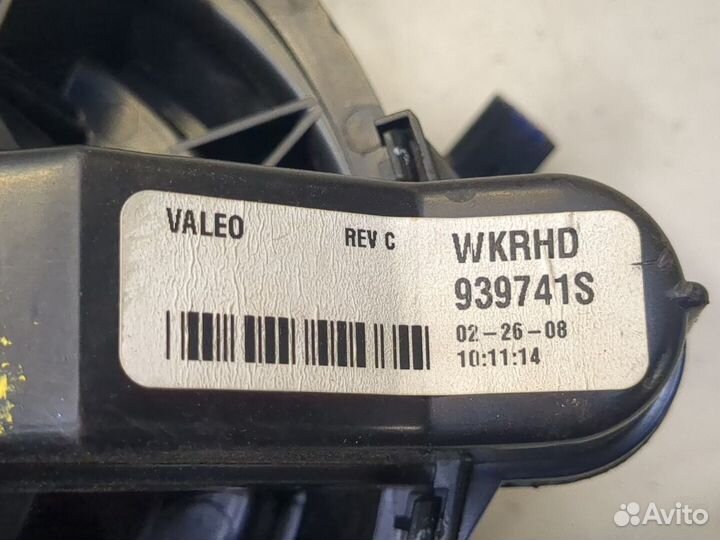 VALEO
REV C
WKRHD
939741S
02-26-08
10:11:14
Avito